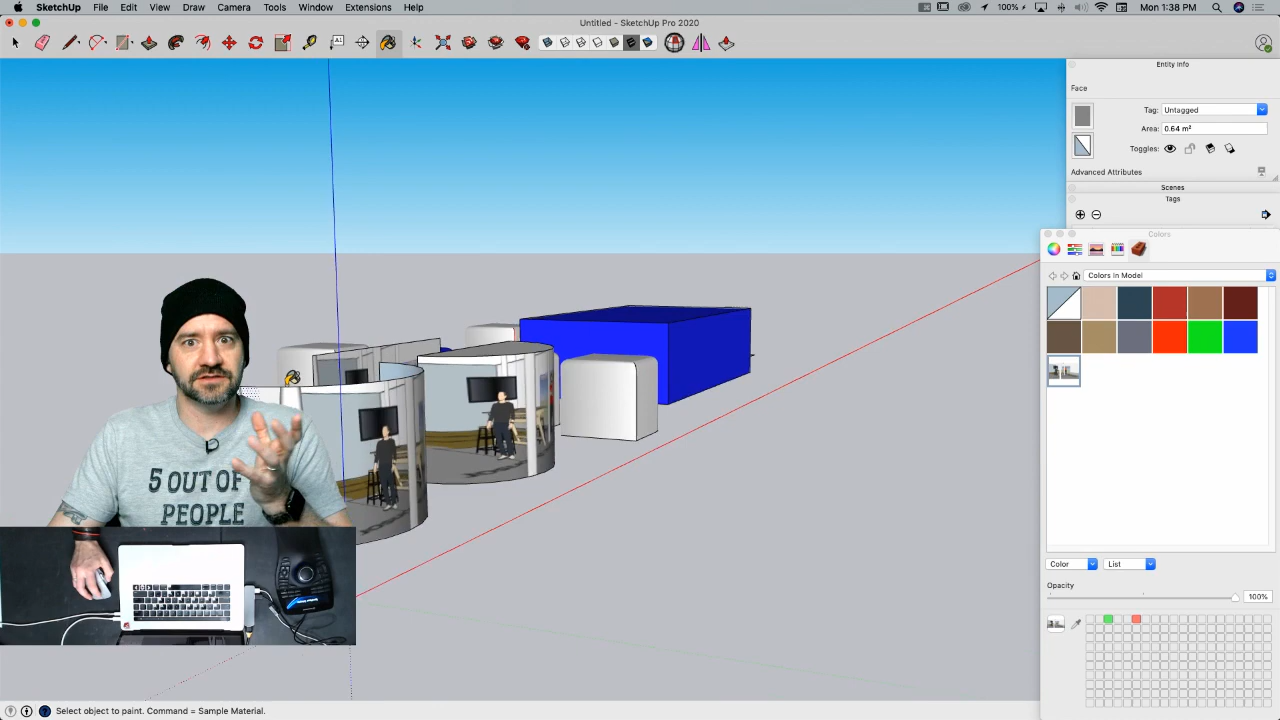 SketchUp File Edit View Draw Camera Tools Window Extensions Help
100% Mon 1:38 PM
Untitled - SketchUp Pro 2020
Entity Info
Face
Tag: Untagged
Area: 0.64 m²
Toggles:
Advanced Attributes
Scenes
Tags
Colors
Colors In Model
Color List
Opacity
100%
5 OUT OF
PEOPLE
Select object to paint. Command = Sample Material.